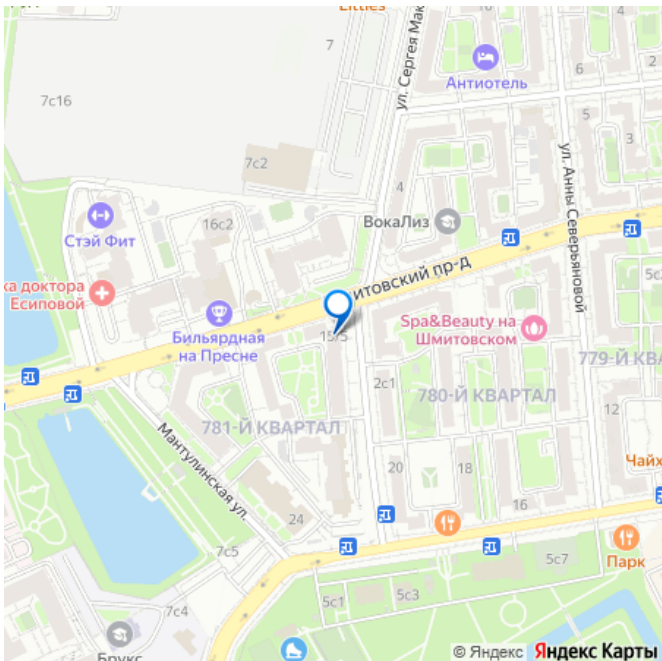 Littles
7
ул. Сергея Мак
Антиотель
6
2
7с16
5
3
7с2
ул. Анны Северьяновой
4
ВокаЛиз
16с2
Стэй Фит
итовский пр-д
5с
ка доктора
Есиповой
Бильярдная
на Пресне
15/5
Spa&Beauty на
Шмитовском
779-Й КВА
2с1
780-Й КВАРТАЛ
781-Й КВАРТАЛ
12
Мантулинская ул.
20
18
Чайх
24
16
7с5
5с7
Парк
5с1
5с3
7с4
Брукс
© Яндекс Яндекс Карты